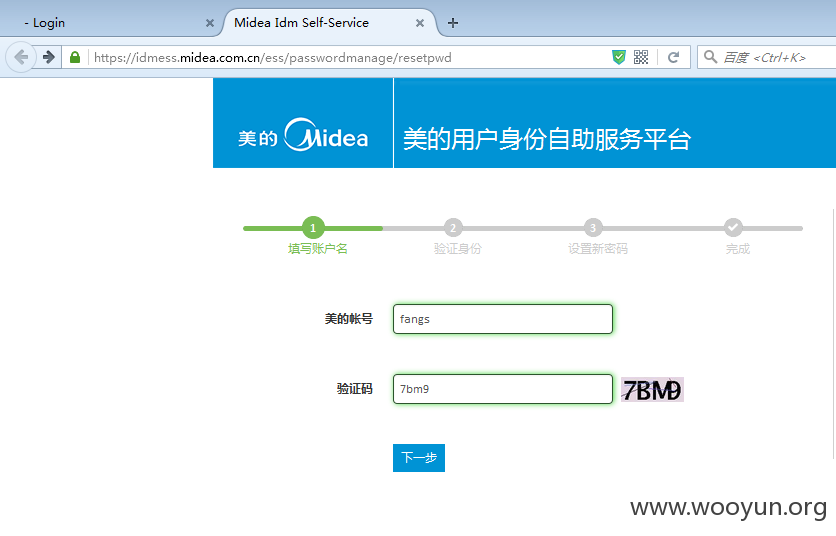 - Login
Midea Idm Self-Service
https://idmess.midea.com.cn/ess/passwordmanage/resetpwd
百度 <Ctrl+K>
美的 Midea
美的用户身份自助服务平台
1
2
3
填写账户名
验证身份
设置新密码
完成
美的帐号
fangs
验证码
7bm9
7BM9
下一步
www.wooyun.org